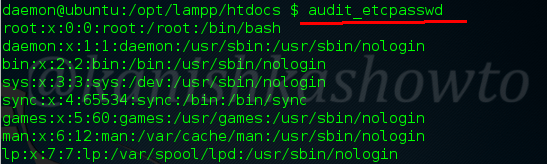 daemon@ubuntu:/opt/lampp/htdocs $ audit_etcpasswd
root:x:0:0:root:/root:/bin/bash
daemon:x:1:1:daemon:/usr/sbin:/usr/sbin/nologin
bin:x:2:2:bin:/bin:/usr/sbin/nologin
sys:x:3:3:sys:/dev:/usr/sbin/nologin
sync:x:4:65534:sync:/bin:/bin/sync
games:x:5:60:games:/usr/games:/usr/sbin/nologin
man:x:6:12:man:/var/cache/man:/usr/sbin/nologin
lp:x:7:7:lp:/var/spool/lpd:/usr/sbin/nologin